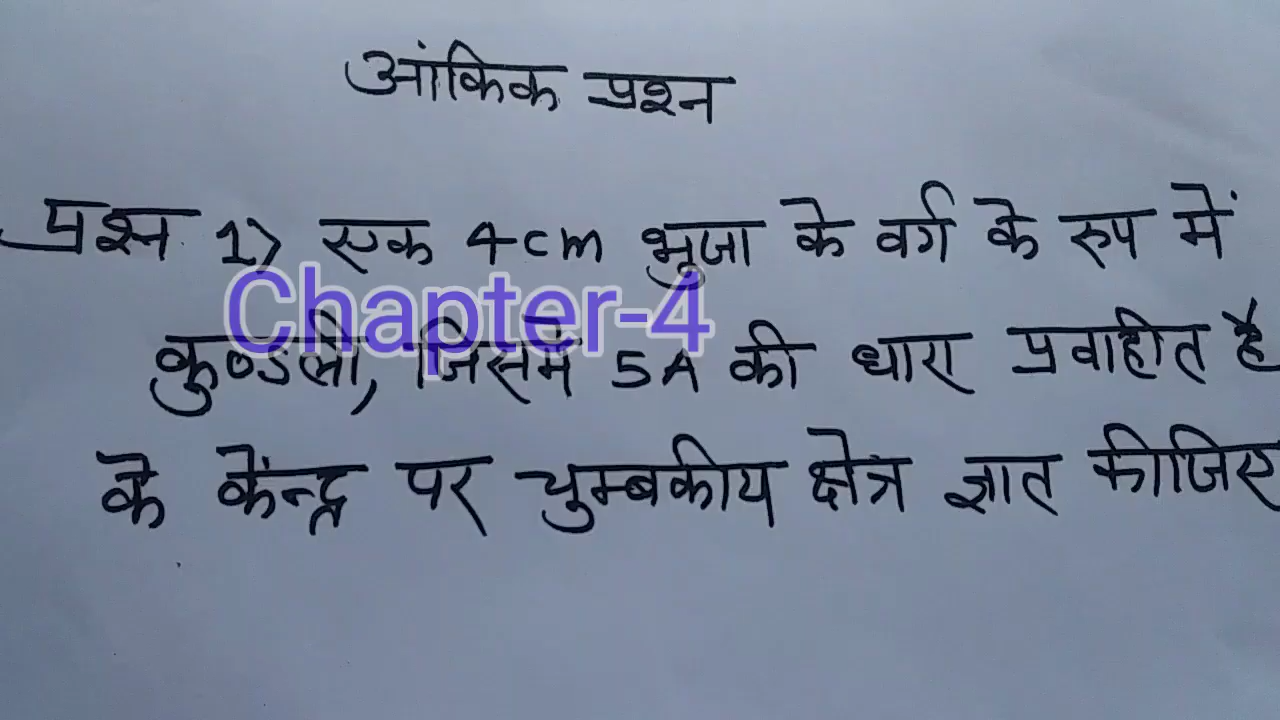 आंकिक प्रश्न
प्रश्न 1> एक 4cm भुजा के वर्ग के रुप में
Chapter-4
कुण्डली, जिसमें 5A की धारा प्रवाहीत है
के केंन्द्र पर चुम्बकीय क्षेत्र ज्ञात कीजिए